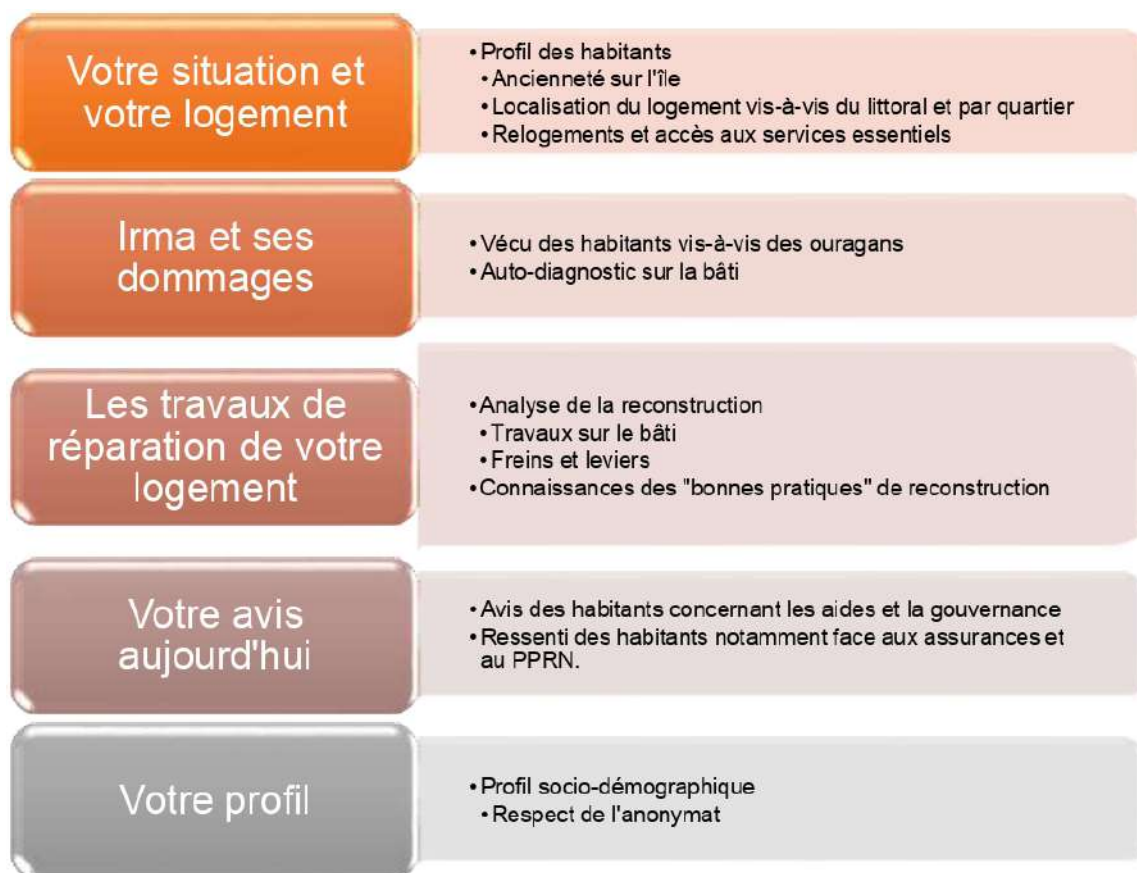 Votre situation et
votre logement
• Profil des habitants
• Ancienneté sur l'île
• Localisation du logement vis-à-vis du littoral et par quartier
• Relogements et accès aux services essentiels
Irma et ses
dommages
• Vécu des habitants vis-à-vis des ouragans
• Auto-diagnostic sur la bâti
Les travaux de
réparation de votre
logement
• Analyse de la reconstruction
• Travaux sur le bâti
• Freins et leviers
• Connaissances des "bonnes pratiques" de reconstruction
Votre avis
aujourd'hui
• Avis des habitants concernant les aides et la gouvernance
• Ressenti des habitants notamment face aux assurances et
au PPRN.
Votre profil
• Profil socio-démographique
• Respect de l'anonymat